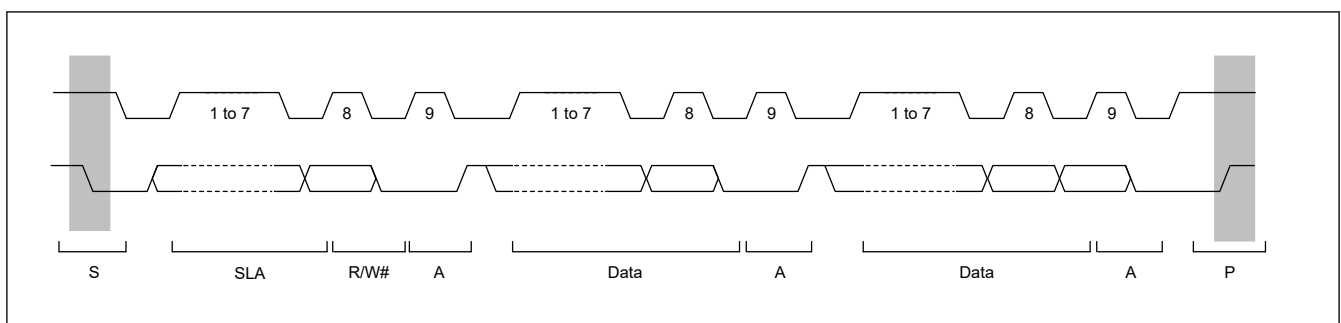 1 to 7 8 9 1 to 7 8 9 1 to 7 8 9
S SLA R/W# A Data A Data A P